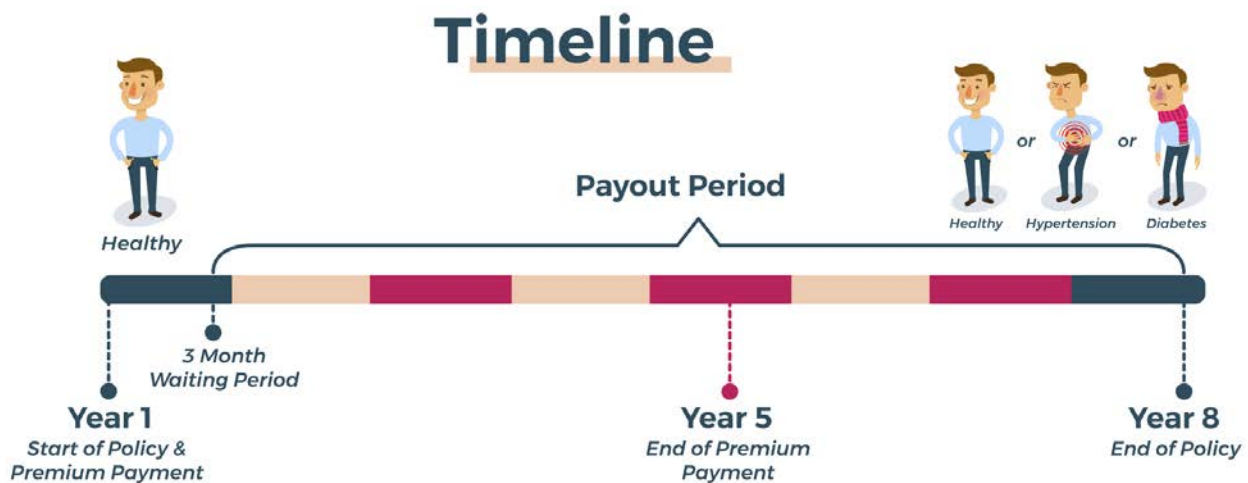 Timeline
Healthy
Payout Period
or
or
Healthy
Hypertension
Diabetes
3 Month
Waiting Period
Year 1
Start of Policy &
Premium Payment
Year 5
End of Premium
Payment
Year 8
End of Policy